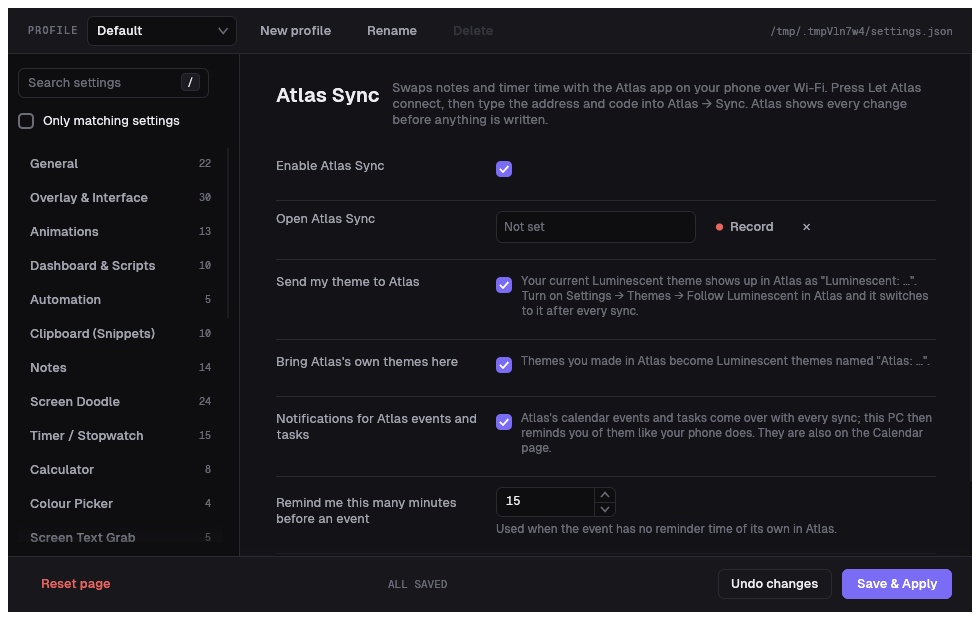 PROFILE Default New profile Rename Delete /tmp/.tmpVln7w4/settings.json
Search settings /
Only matching settings
General 22
Overlay & Interface 30
Animations 13
Dashboard & Scripts 10
Automation 5
Clipboard (Snippets) 10
Notes 14
Screen Doodle 24
Timer / Stopwatch 15
Calculator 8
Colour Picker 4
Screen Text Grab 5
Atlas Sync
Swaps notes and timer time with the Atlas app on your phone over Wi-Fi. Press Let Atlas
connect, then type the address and code into Atlas → Sync. Atlas shows every change
before anything is written.
Enable Atlas Sync
Open Atlas Sync Not set Record ×
Send my theme to Atlas
Your current Luminescent theme shows up in Atlas as "Luminescent: …".
Turn on Settings → Themes → Follow Luminescent in Atlas and it switches
to it after every sync.
Bring Atlas's own themes here
Themes you made in Atlas become Luminescent themes named "Atlas: …".
Notifications for Atlas events and
tasks
Atlas's calendar events and tasks come over with every sync; this PC then
reminds you of them like your phone does. They are also on the Calendar
page.
Remind me this many minutes
before an event
15
Used when the event has no reminder time of its own in Atlas.
Reset page ALL SAVED Undo changes Save & Apply